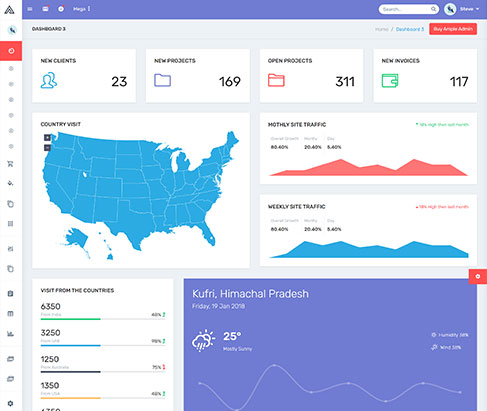 Mega
Search...
Steve
DASHBOARD 3
Home / Dashboard 3
Buy Ample Admin
NEW CLIENTS
23
NEW PROJECTS
169
OPEN PROJECTS
311
NEW INVOICES
117
COUNTRY VISIT
MOTHLY SITE TRAFFIC
18% High then last month
Overall Growth Monthly Day
80.40% 20.40% 5.40%
WEEKLY SITE TRAFFIC
18% High then last month
Overall Growth Monthly Day
80.40% 20.40% 5.40%
VISIT FROM THE COUNTRIES
6350
From India 48%
3250
From UAE 98%
1250
From Australia 75%
1350
From USA 48%
6350
Kufri, Himachal Pradesh
Friday, 19 Jan 2018
25°
Mostly Sunny
Humidity 38%
Wind 38%